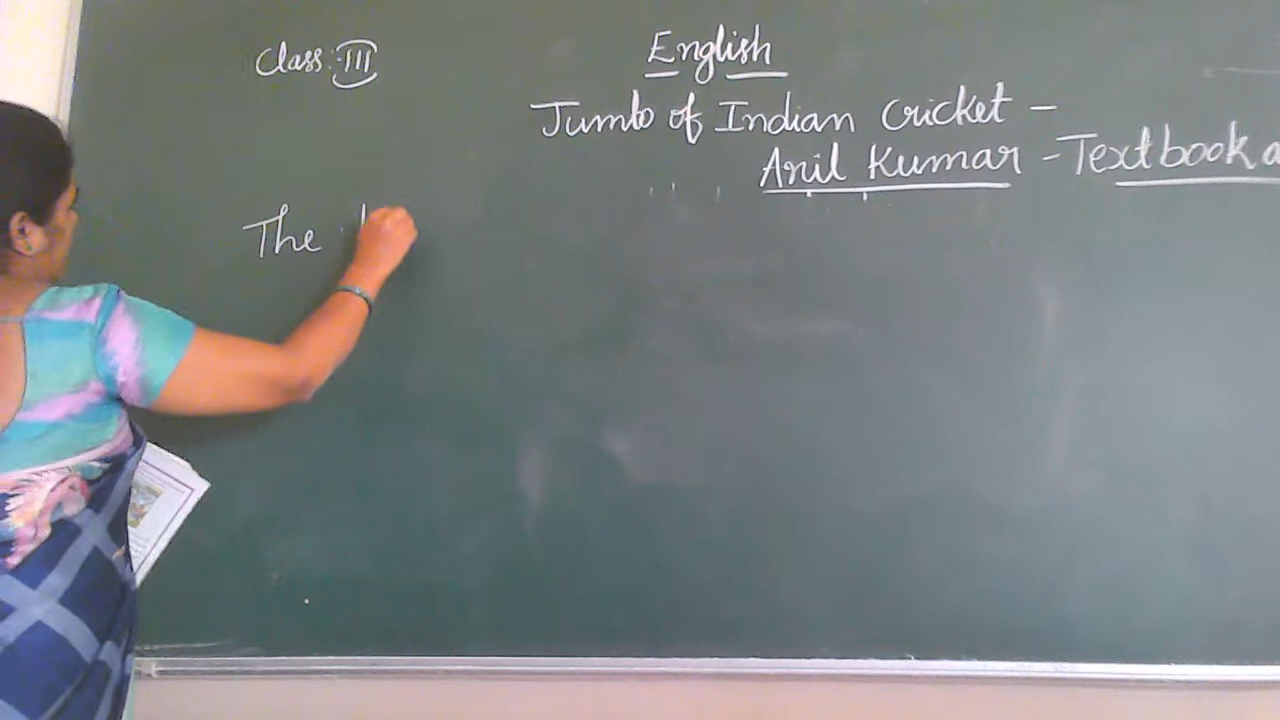 Class: III
English
Jumbo of Indian Cricket -
Anil Kumar - Textbook
The